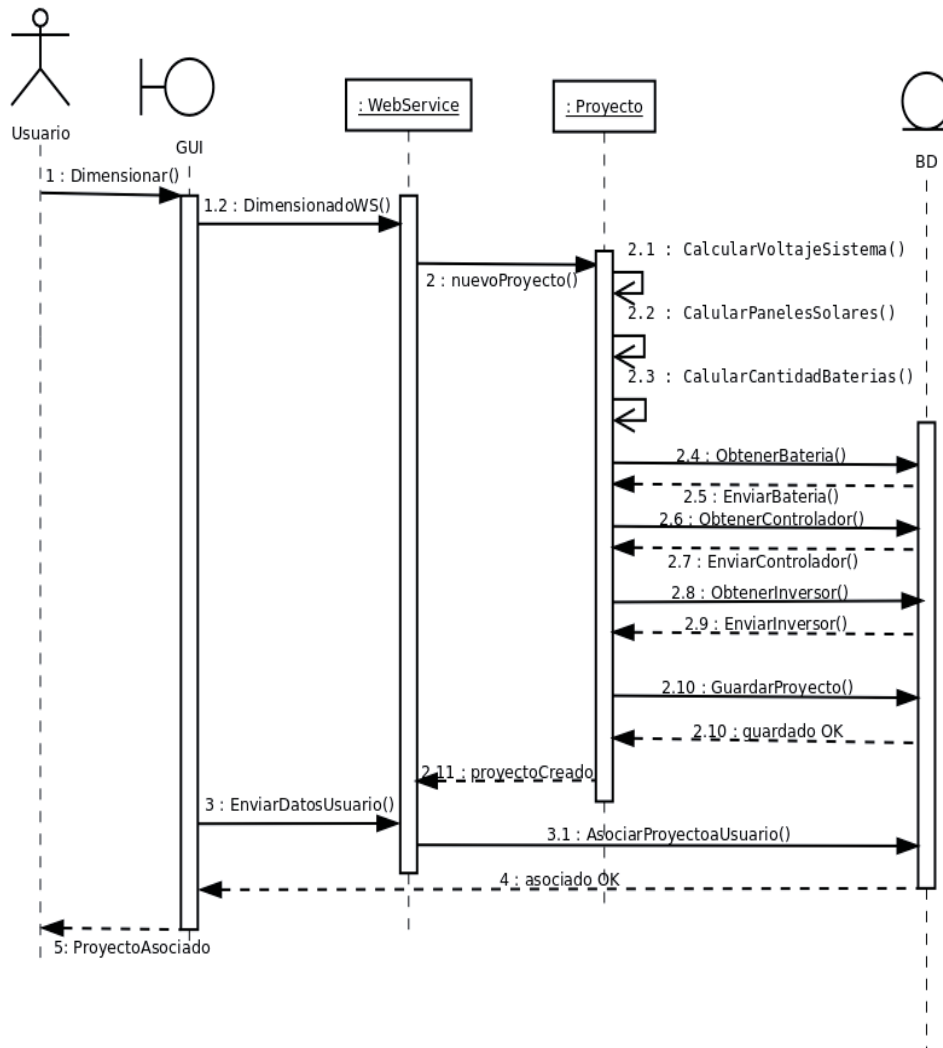 Usuario
GUI
: WebService
: Proyecto
BD
1 : Dimensionar()
1.2 : DimensionadoWS()
2 : nuevoProyecto()
2.1 : CalcularVoltajeSistema()
2.2 : CalularPanelesSolares()
2.3 : CalularCantidadBaterias()
2.4 : ObtenerBateria()
2.5 : EnviarBateria()
2.6 : ObtenerControlador()
2.7 : EnviarControlador()
2.8 : ObtenerInversor()
2.9 : EnviarInversor()
2.10 : GuardarProyecto()
2.10 : guardado OK
2.11 : proyectoCreado
3 : EnviarDatosUsuario()
3.1 : AsociarProyectoaUsuario()
4 : asociado OK
5: ProyectoAsociado